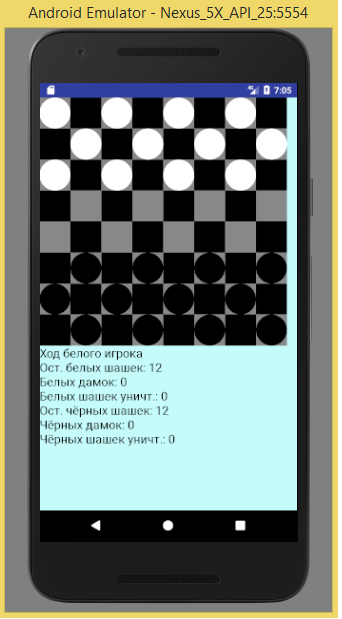 Android Emulator - Nexus_5X_API_25:5554
7:05
Ход белого игрока
Ост. белых шашек: 12
Белых дамок: 0
Белых шашек уничт.: 0
Ост. чёрных шашек: 12
Чёрных дамок: 0
Чёрных шашек уничт.: 0